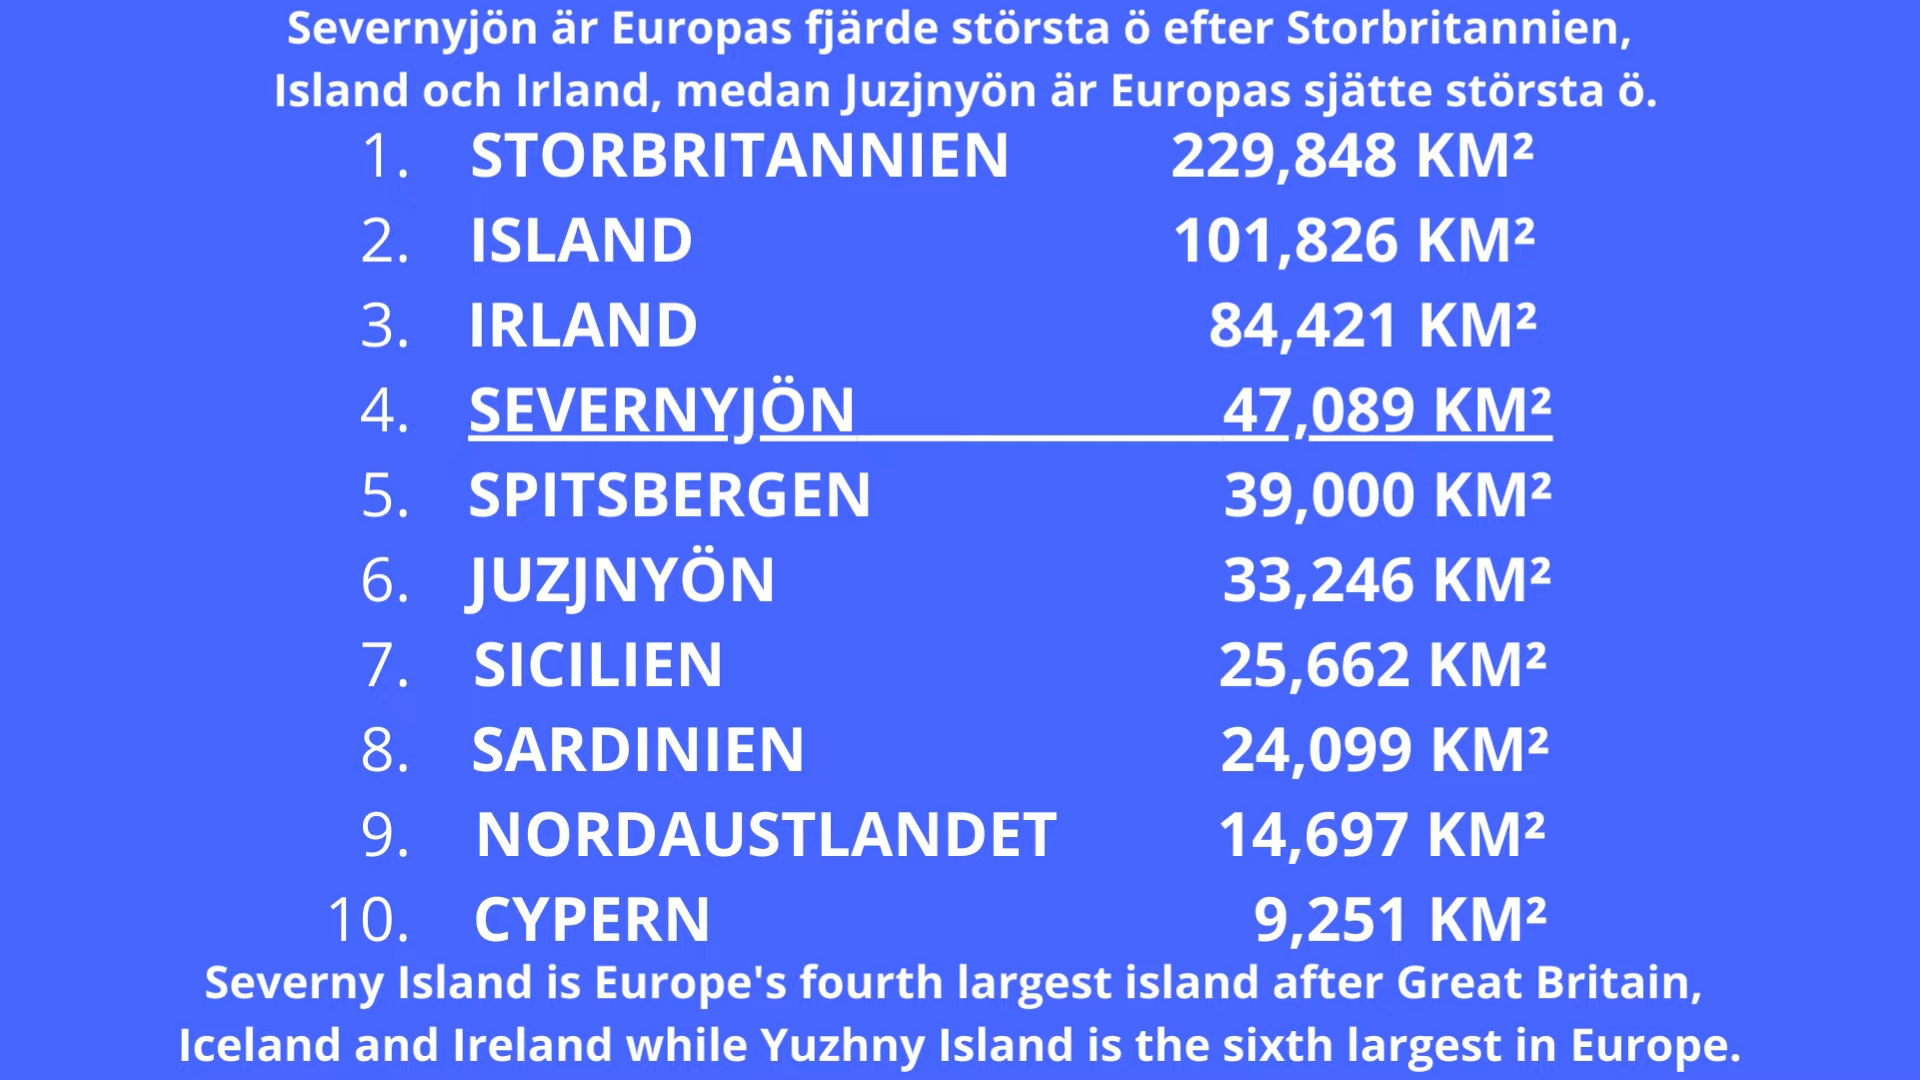 Severnyjön är Europas fjärde största ö efter Storbritannien,
Island och Irland, medan Juzjnyön är Europas sjätte största ö.
1. STORBRITANNIEN 229,848 KM²
2. ISLAND 101,826 KM²
3. IRLAND 84,421 KM²
4. SEVERNYJÖN 47,089 KM²
5. SPITSBERGEN 39,000 KM²
6. JUZJNYÖN 33,246 KM²
7. SICILIEN 25,662 KM²
8. SARDINIEN 24,099 KM²
9. NORDAUSTLANDET 14,697 KM²
10. CYPERN 9,251 KM²
Severny Island is Europe's fourth largest island after Great Britain,
Iceland and Ireland while Yuzhny Island is the sixth largest in Europe.